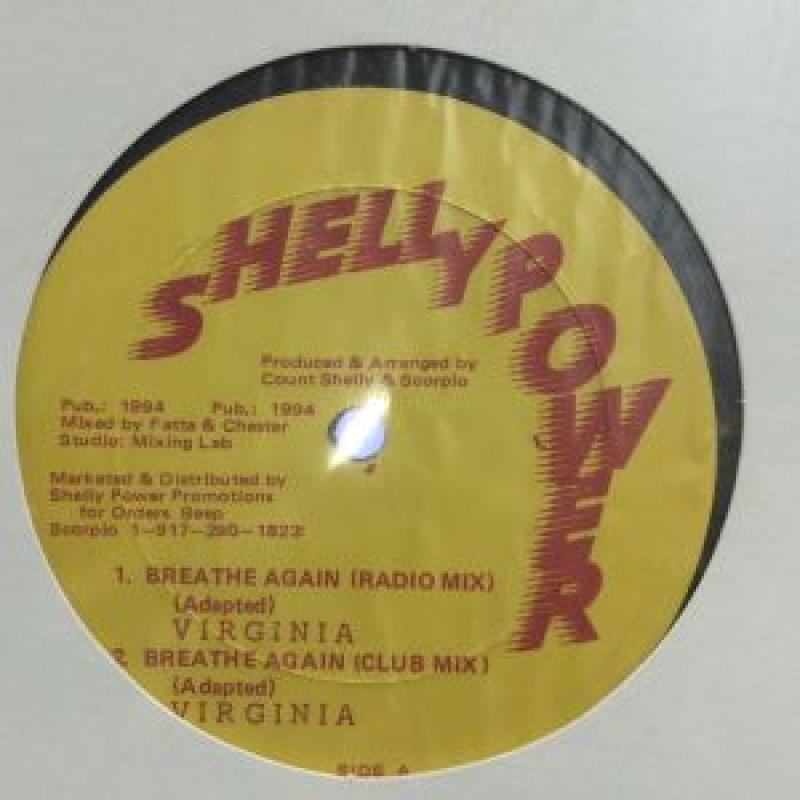 SHELLY POWER
Produced & Arranged by
Count Shelly & Scorpio
Pub.: 1994 Pub.: 1994
Mixed by Fatta & Chester
Studio: Mixing Lab
Marketed & Distributed by
Shelly Power Promotions
for Orders Beep
Scorpio 1-917-290-1823
1. BREATHE AGAIN (RADIO MIX)
(Adapted)
VIRGINIA
2. BREATHE AGAIN (CLUB MIX)
(Adapted)
VIRGINIA
SIDE A